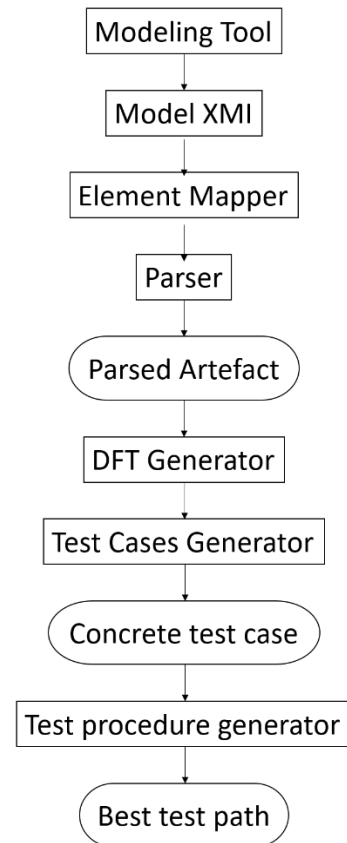 Modeling Tool
Model XMI
Element Mapper
Parser
Parsed Artefact
DFT Generator
Test Cases Generator
Concrete test case
Test procedure generator
Best test path